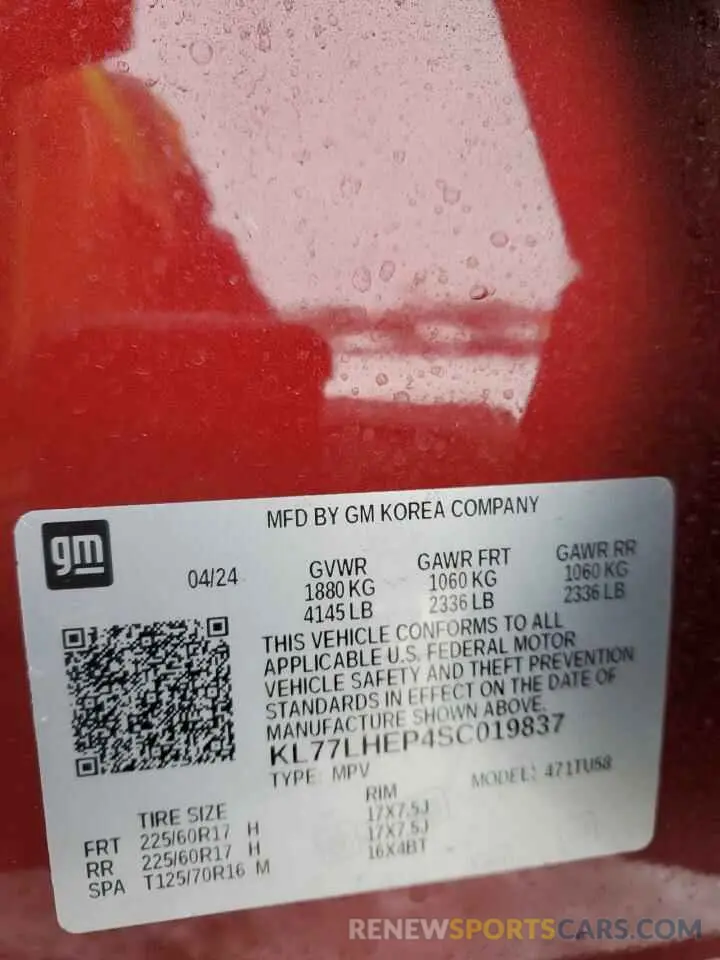 MFD BY GM KOREA COMPANY
gm
04/24
GVWR GAWR FRT GAWR RR
1880 KG 1060 KG 1060 KG
4145 LB 2336 LB 2336 LB
THIS VEHICLE CONFORMS TO ALL
APPLICABLE U.S. FEDERAL MOTOR
VEHICLE SAFETY AND THEFT PREVENTION
STANDARDS IN EFFECT ON THE DATE OF
MANUFACTURE SHOWN ABOVE.
KL77LHEP4SC019837
TYPE: MPV MODEL: 471TU58
TIRE SIZE RIM
FRT 225/60R17 H 17X7.5J
RR 225/60R17 H 17X7.5J
SPA T125/70R16 M 16X4BT
RENEWSPORTSCARS.COM